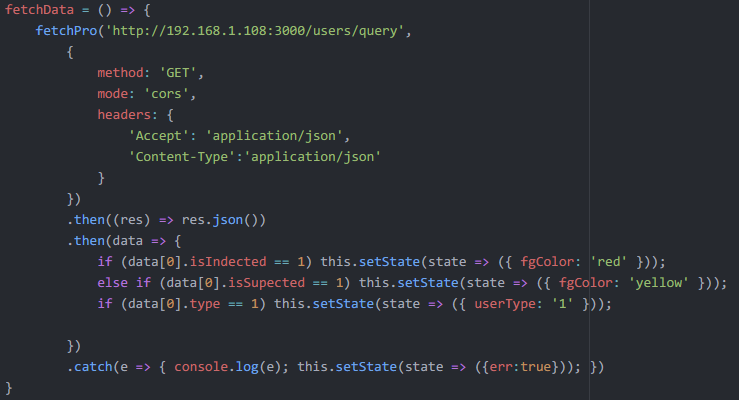 fetchData = () => {
    fetchPro('http://192.168.1.108:3000/users/query',
        {
            method: 'GET',
            mode: 'cors',
            headers: {
                'Accept': 'application/json',
                'Content-Type':'application/json'
            }
        })
        .then((res) => res.json())
        .then(data => {
            if (data[0].isIndected == 1) this.setState(state => ({ fgColor: 'red' }));
            else if (data[0].isSupected == 1) this.setState(state => ({ fgColor: 'yellow' }));
            if (data[0].type == 1) this.setState(state => ({ userType: '1' }));

        })
        .catch(e => { console.log(e); this.setState(state => ({err:true})); })
}